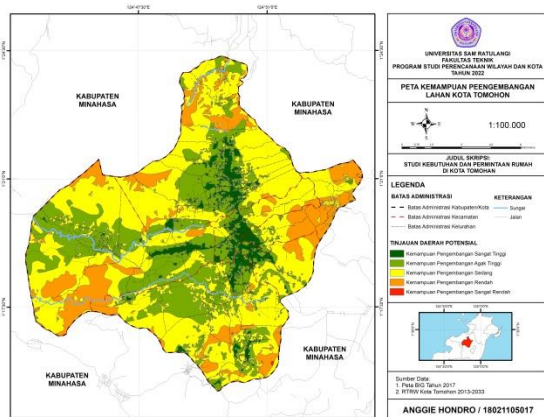 KABUPATEN
MINAHASA
KABUPATEN
MINAHASA
KABUPATEN
MINAHASA
KABUPATEN
MINAHASA
UNIVERSITAS SAM RATULANGI
FAKULTAS TEKNIK
PROGRAM STUDI PERENCANAAN WILAYAH DAN KOTA
TAHUN 2022
PETA KEMAMPUAN PEENGEMBANGAN
LAHAN KOTA TOMOHON
1:100.000
JUDUL SKRIPSI:
STUDI KEBUTUHAN DAN PERMINTAAN RUMAH
DI KOTA TOMOHAN
LEGENDA
BATAS ADMINISTRASI
KETERANGAN
Batas Administrasi Kabupaten/Kota
Sungai
Batas Administrasi Kecamatan
Jalan
Batas Administrasi Kelurahan
TINJAUAN DAERAH POTENSIAL
Kemampuan Pengembangan Sangat Tinggi
Kemampuan Pengembangan Agak Tinggi
Kemampuan Pengembangan Sedang
Kemampuan Pengembangan Rendah
Kemampuan Pengembangan Sangat Rendah
Sumber Data:
1. Peta BIG Tahun 2017
2. RTRW Kota Tomohon 2013-2033
ANGGIE HONDRO / 18021105017